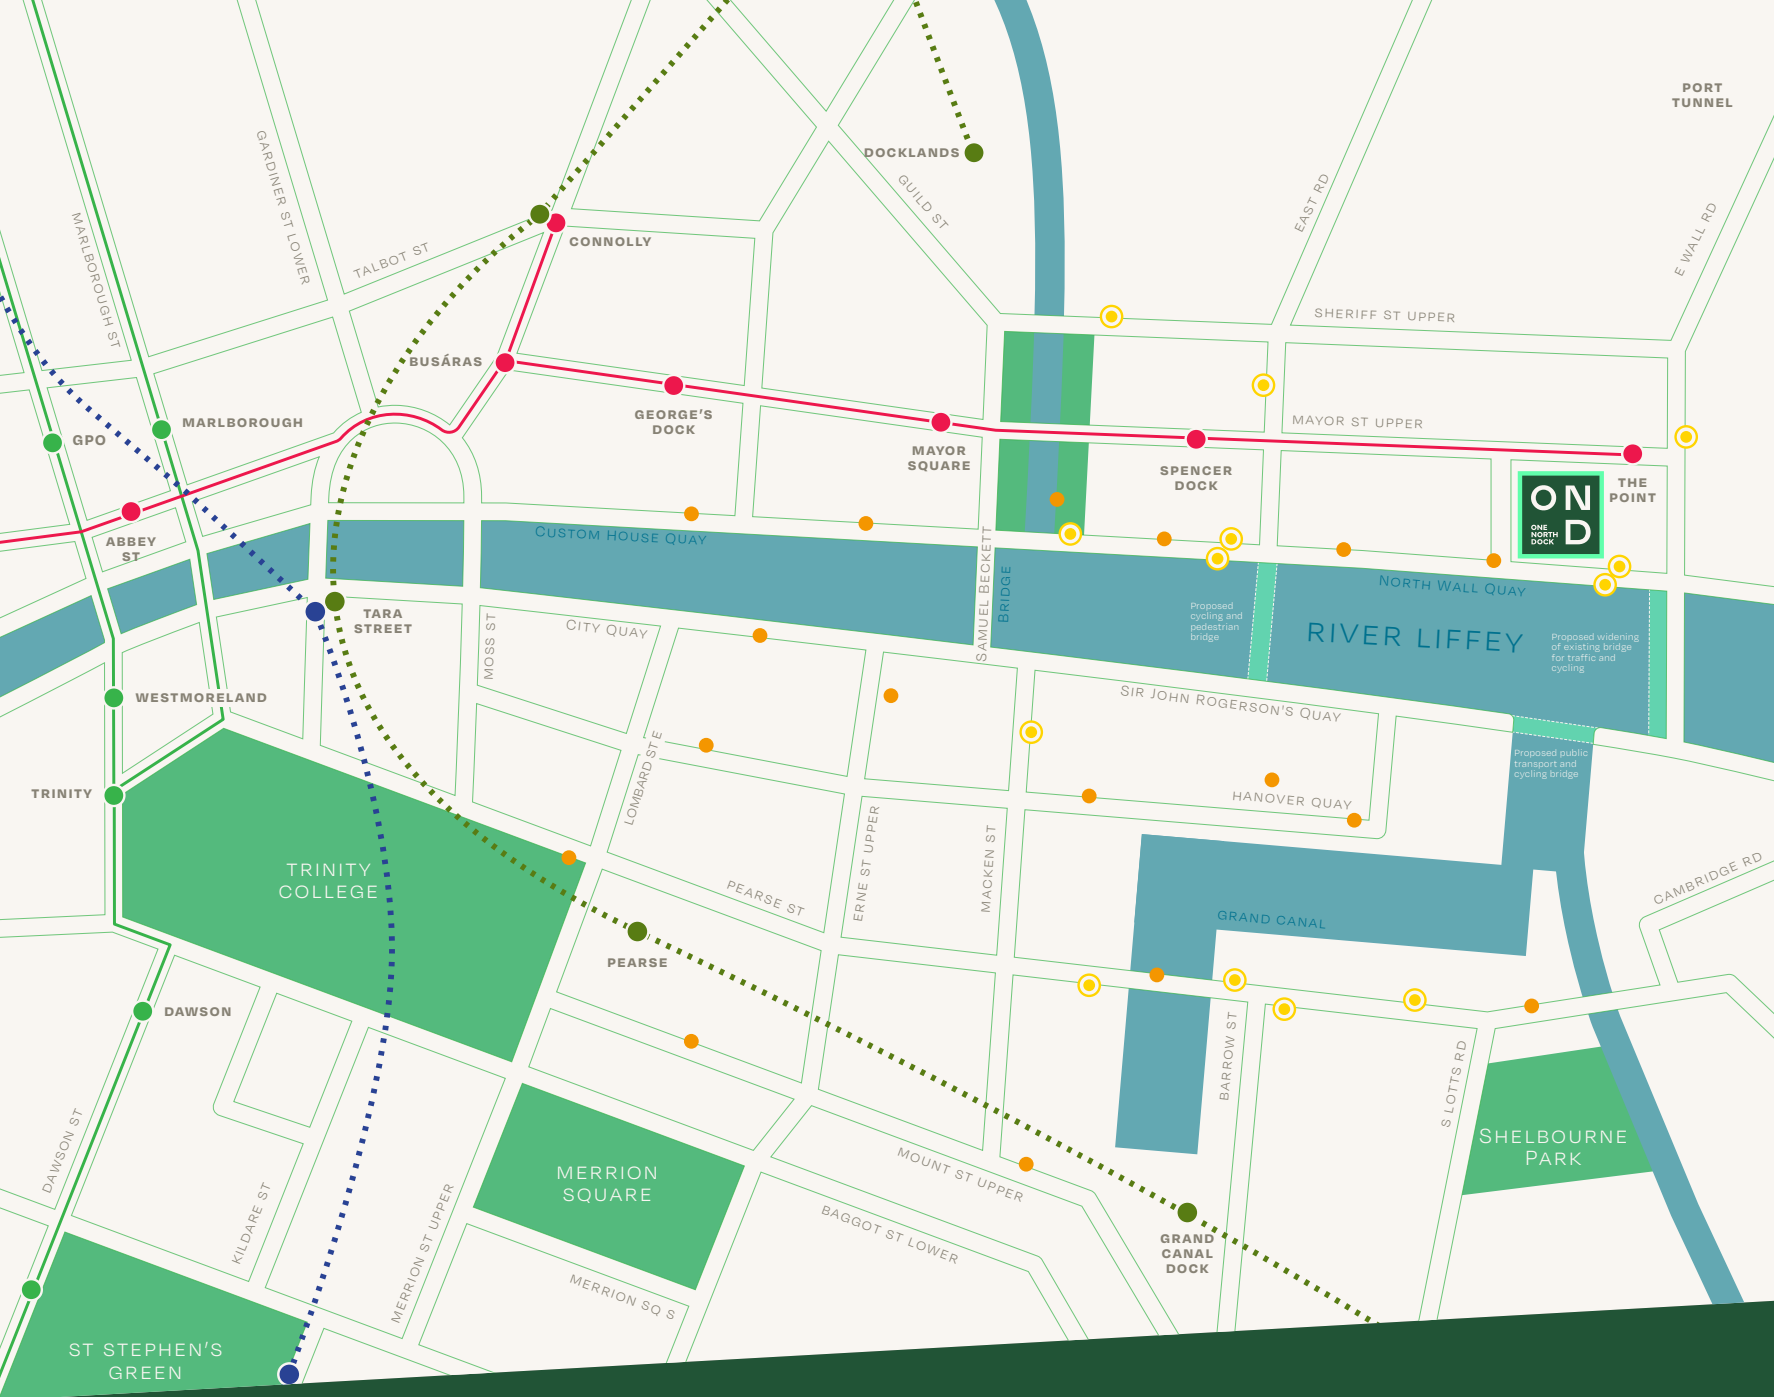 PORT
TUNNEL
DOCKLANDS
GUILD ST
EAST RD
E WALL RD
GARDINER ST LOWER
MARLBOROUGH ST
TALBOT ST
CONNOLLY
SHERIFF ST UPPER
BUSÁRAS
GEORGE'S
DOCK
MAYOR ST UPPER
MARLBOROUGH
GPO
MAYOR
SQUARE
SPENCER
DOCK
THE
POINT
ON
D
ONE
NORTH
DOCK
ABBEY
ST
CUSTOM HOUSE QUAY
SAMUEL BECKETT
BRIDGE
NORTH WALL QUAY
Proposed
cycling and
pedestrian
bridge
RIVER LIFFEY
Proposed widening
of existing bridge
for traffic and
cycling
TARA
STREET
MOSS ST
CITY QUAY
WESTMORELAND
SIR JOHN ROGERSON'S QUAY
LOMBARD ST E
Proposed public
transport and
cycling bridge
TRINITY
HANOVER QUAY
ERNE ST UPPER
MACKEN ST
TRINITY
COLLEGE
PEARSE ST
CAMBRIDGE RD
GRAND CANAL
PEARSE
DAWSON
BARROW ST
S LOTTS RD
DAWSON ST
KILDARE ST
MERRION ST UPPER
MERRION
SQUARE
MOUNT ST UPPER
SHELBOURNE
PARK
BAGGOT ST LOWER
GRAND
CANAL
DOCK
MERRION SQ S
ST STEPHEN'S
GREEN